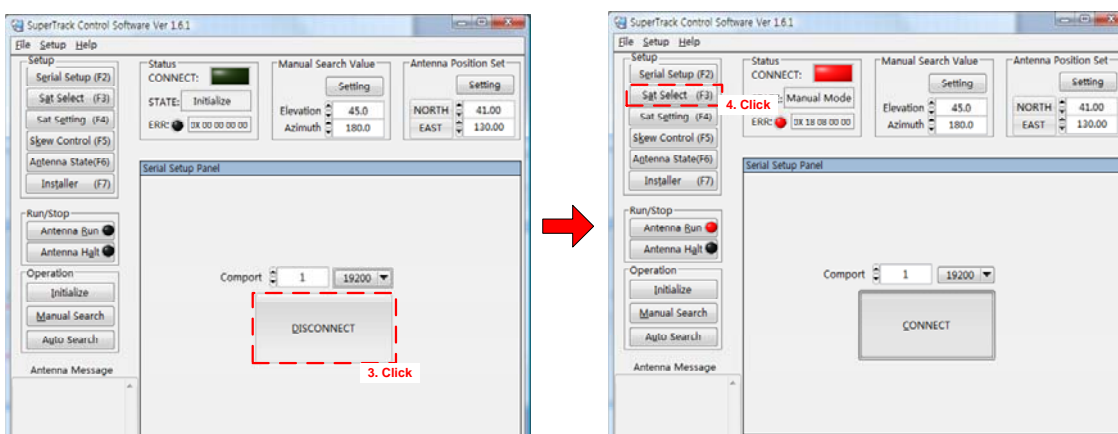 SuperTrack Control Software Ver 1.6.1
File Setup Help
Setup
Serial Setup (F2)
Sat Select (F3)
Sat Setting (F4)
Skew Control (F5)
Antenna State(F6)
Installer (F7)
Status
CONNECT:
STATE: Initialize
ERR: 0X 00 00 00 00
Manual Search Value
Setting
Elevation 45.0
Azimuth 180.0
Antenna Position Set
Setting
NORTH 41.00
EAST 130.00
Run/Stop
Antenna Run
Antenna Halt
Operation
Initialize
Manual Search
Auto Search
Antenna Message
Serial Setup Panel
Comport 1 19200
DISCONNECT
3. Click
SuperTrack Control Software Ver 1.6.1
File Setup Help
Setup
Serial Setup (F2)
Sat Select (F3)
4. Click
Sat Setting (F4)
Skew Control (F5)
Antenna State(F6)
Installer (F7)
Status
CONNECT:
Manual Mode
ERR: 0X 18 08 00 00
Manual Search Value
Setting
Elevation 45.0
Azimuth 180.0
Antenna Position Set
Setting
NORTH 41.00
EAST 130.00
Run/Stop
Antenna Run
Antenna Halt
Operation
Initialize
Manual Search
Auto Search
Antenna Message
Serial Setup Panel
Comport 1 19200
CONNECT